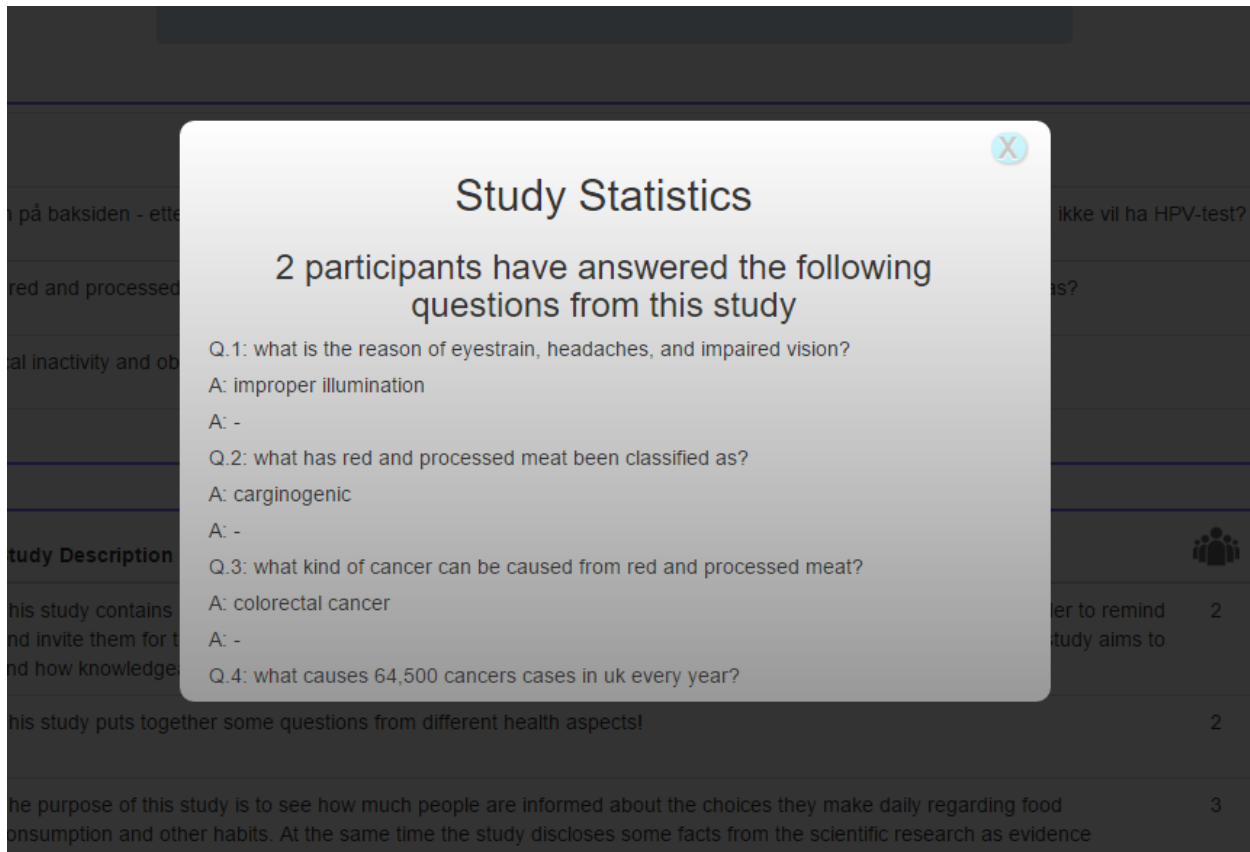 X
Study Statistics
2 participants have answered the following
questions from this study
Q.1: what is the reason of eyestrain, headaches, and impaired vision?
A: improper illumination
A: -
Q.2: what has red and processed meat been classified as?
A: carginogenic
A: -
Q.3: what kind of cancer can be caused from red and processed meat?
A: colorectal cancer
A: -
Q.4: what causes 64,500 cancers cases in uk every year?
på baksiden - ette
ikke vil ha HPV-test?
red and processed
as?
inactivity and ob
Description
his study contains
to remind
2
nd invite them for t
study aims to
nd how knowledge
his study puts together some questions from different health aspects!
2
he purpose of this study is to see how much people are informed about the choices they make daily regarding food
3
onsumption and other habits. At the same time the study discloses some facts from the scientific research as evidence